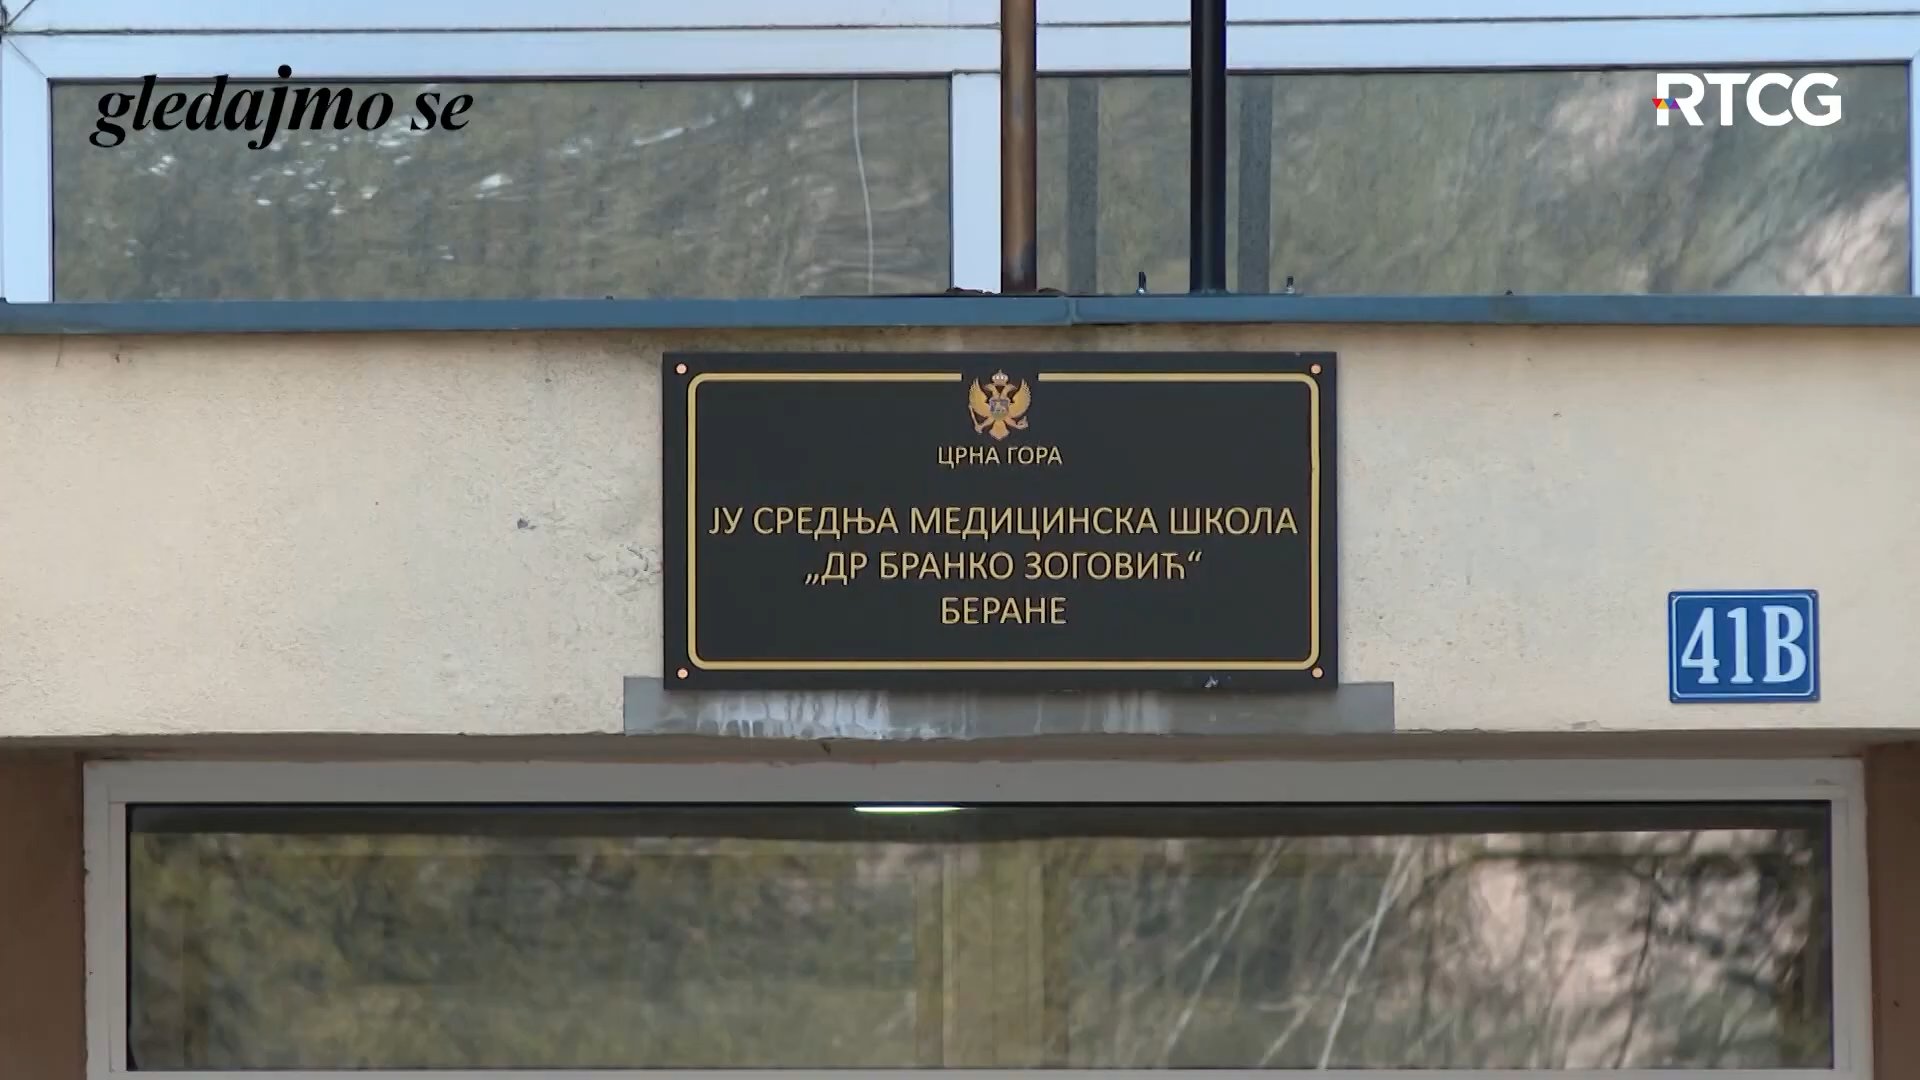 gledajmo se
RTCG
ЦРНА ГОРА
ЈУ СРЕДЊА МЕДИЦИНСКА ШКОЛА
„ДР БРАНКО ЗОГОВИЋ“
БЕРАНЕ
41B